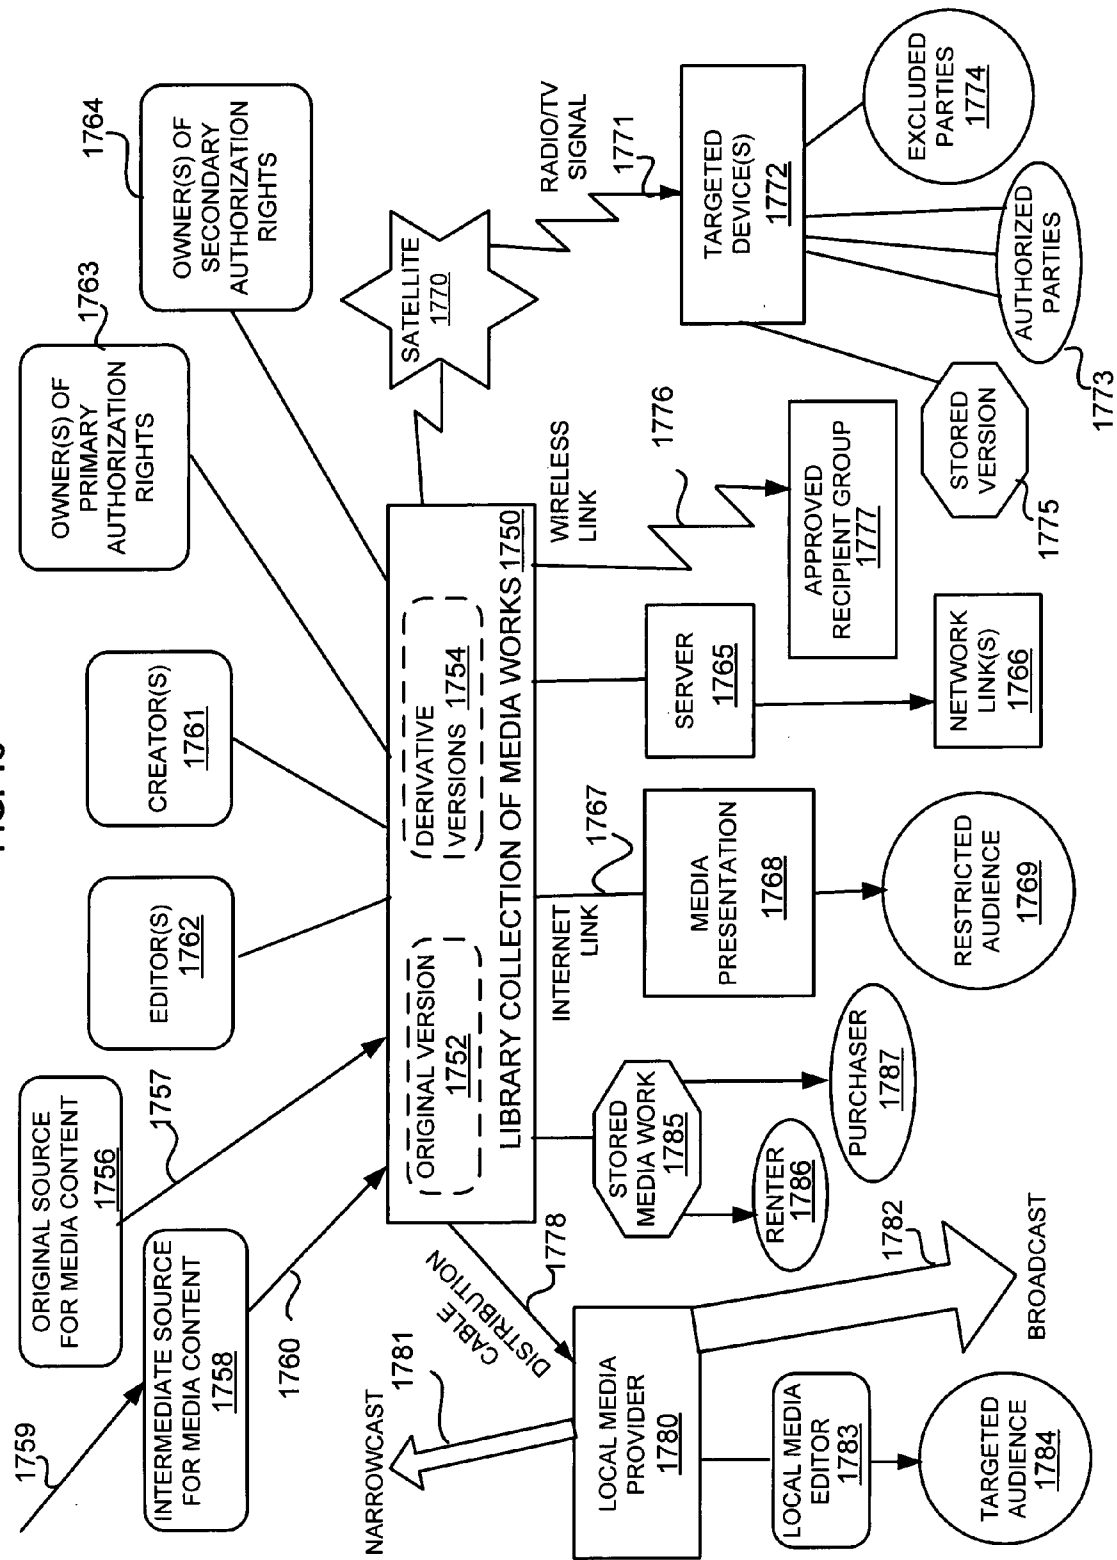 1759
ORIGINAL SOURCE
FOR MEDIA CONTENT
1756
1757
INTERMEDIATE SOURCE
FOR MEDIA CONTENT
1758
1760
EDITOR(S)
1762
CREATOR(S)
1761
OWNER(S) OF
PRIMARY
AUTHORIZATION
RIGHTS
1763
OWNER(S) OF
SECONDARY
AUTHORIZATION
RIGHTS
1764
ORIGINAL VERSION
1752
DERIVATIVE
VERSIONS 1754
LIBRARY COLLECTION OF MEDIA WORKS 1750
SATELLITE
1770
RADIO/TV
SIGNAL
1771
NARROWCAST
1781
CABLE
DISTRIBUTION
1778
INTERNET
LINK
1767
WIRELESS
LINK
1776
LOCAL MEDIA
PROVIDER
1780
STORED
MEDIA WORK
1785
MEDIA
PRESENTATION
1768
SERVER
1765
APPROVED
RECIPIENT GROUP
1777
TARGETED
DEVICE(S)
1772
LOCAL MEDIA
EDITOR
1783
RENTER
1786
PURCHASER
1787
1782
BROADCAST
TARGETED
AUDIENCE
1784
RESTRICTED
AUDIENCE
1769
NETWORK
LINK(S)
1766
STORED
VERSION
1775
AUTHORIZED
PARTIES
1773
EXCLUDED
PARTIES
1774